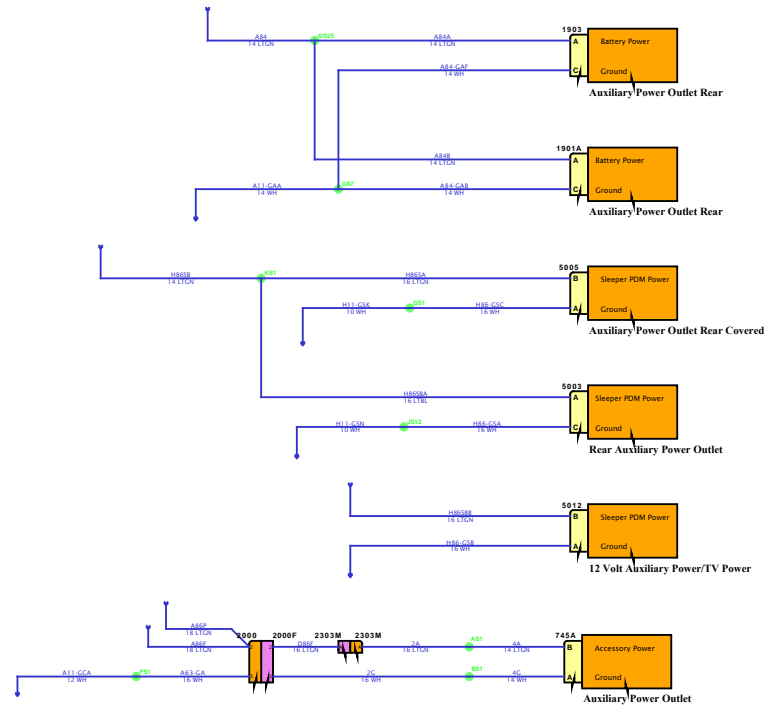 1903
A84
14 LTGN
OS35
A84A
14 LTGN
A
Battery Power
A84-GAF
14 WH
C
Ground
Auxiliary Power Outlet Rear
1901A
A84B
14 LTGN
A
Battery Power
A11-GAA
14 WH
GS7
A84-GAB
14 WH
C
Ground
Auxiliary Power Outlet Rear
5005
H86SB
14 LTGN
KS1
H86SA
16 LTGN
B
Sleeper PDM Power
H11-GSK
10 WH
GS1
H86-GSC
16 WH
A
Ground
Auxiliary Power Outlet Rear Covered
5003
H86SBA
16 LTBL
A
Sleeper PDM Power
H11-GSN
10 WH
JS12
H86-GSA
16 WH
C
Ground
Rear Auxiliary Power Outlet
5012
H86SBB
16 LTGN
B
Sleeper PDM Power
H86-GSB
16 WH
A
Ground
12 Volt Auxiliary Power/TV Power
A86P
18 LTGN
2000 2000F 2303M 2303M 745A
A86F
18 LTGN
D86F
16 LTGN
2A
16 LTGN
AS1
4A
14 LTGN
B
Accessory Power
A11-GCA
12 WH
FS1
A63-GA
16 WH
2G
16 WH
BS1
4G
14 WH
A
Ground
Auxiliary Power Outlet